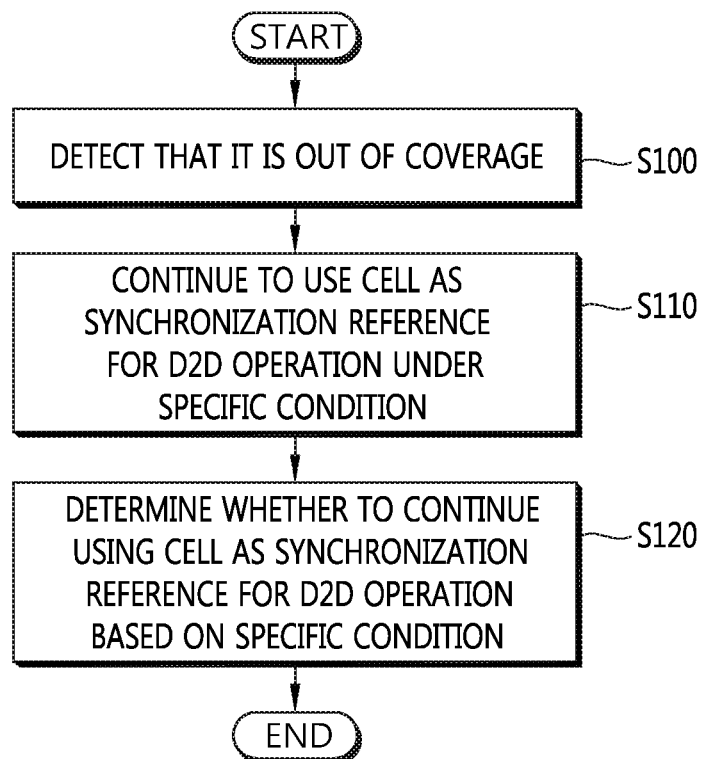 START
DETECT THAT IT IS OUT OF COVERAGE
S100
CONTINUE TO USE CELL AS
SYNCHRONIZATION REFERENCE
FOR D2D OPERATION UNDER
SPECIFIC CONDITION
S110
DETERMINE WHETHER TO CONTINUE
USING CELL AS SYNCHRONIZATION
REFERENCE FOR D2D OPERATION
BASED ON SPECIFIC CONDITION
S120
END